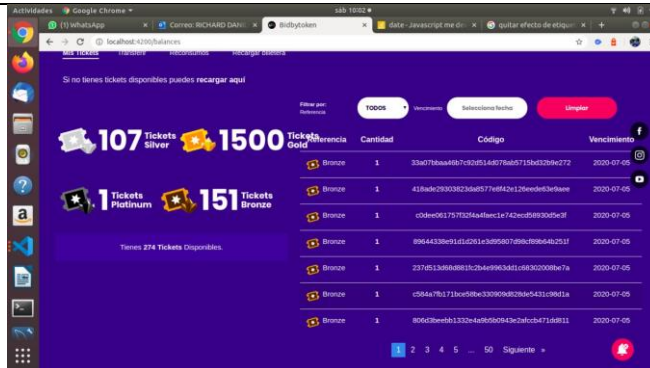 Actividades Google Chrome sáb 10:02
(1) WhatsApp
Correo: RICHARD DANI
Bidbytoken
date - Javascript me d
quitar efecto de etique
localhost:4200/balances
Mis Tickets Transferir Reconsumos Recargar billetera
Si no tienes tickets disponibles puedes recargar aquí
Filtrar por:
Referencia
TODOS
Vencimiento
Selecciona fecha
Limpiar
107 Tickets Silver
1500 Tickets Gold
1 Tickets Platinum
151 Tickets Bronze
Tienes 274 Tickets Disponibles.
Referencia Cantidad Código Vencimiento
Bronze 1 33a07bbaa46b7c92d514d078ab5715bd32b9e272 2020-07-05
Bronze 1 418ade29303823da8577e8f42e126eede63e9aee 2020-07-05
Bronze 1 c0dee061757f32f4a4faec1e742ecd58930d5e3f 2020-07-05
Bronze 1 89644338e91d1d261e3d95807d98cf89b64b251f 2020-07-05
Bronze 1 237d513d68d881fc2b4e9963dd1c68302008be7a 2020-07-05
Bronze 1 c584a7fb171bce58be330909d828de5431c98d1a 2020-07-05
Bronze 1 806d3beebb1332e4a9b5b0943e2afccb471dd811 2020-07-05
1 2 3 4 5 ... 50 Siguiente »